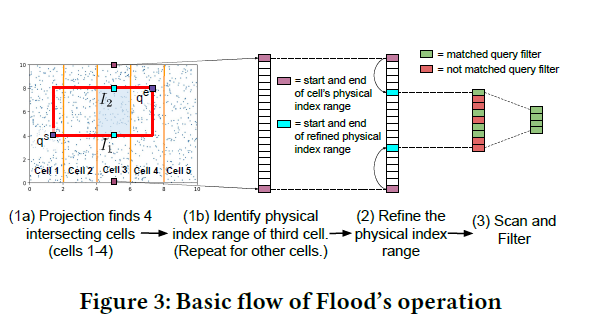 10
8
6
4
2
0
0
2
4
6
8
10
I2
qe
qs
I1
Cell 1
Cell 2
Cell 3
Cell 4
Cell 5
= start and end
of cell's physical
index range
= start and end
of refined physical
index range
= matched query filter
= not matched query filter
(1a) Projection finds 4
intersecting cells
(cells 1-4)
(1b) Identify physical
index range of third cell.
(Repeat for other cells.)
(2) Refine the
physical index
range
(3) Scan and
Filter
Figure 3: Basic flow of Flood's operation